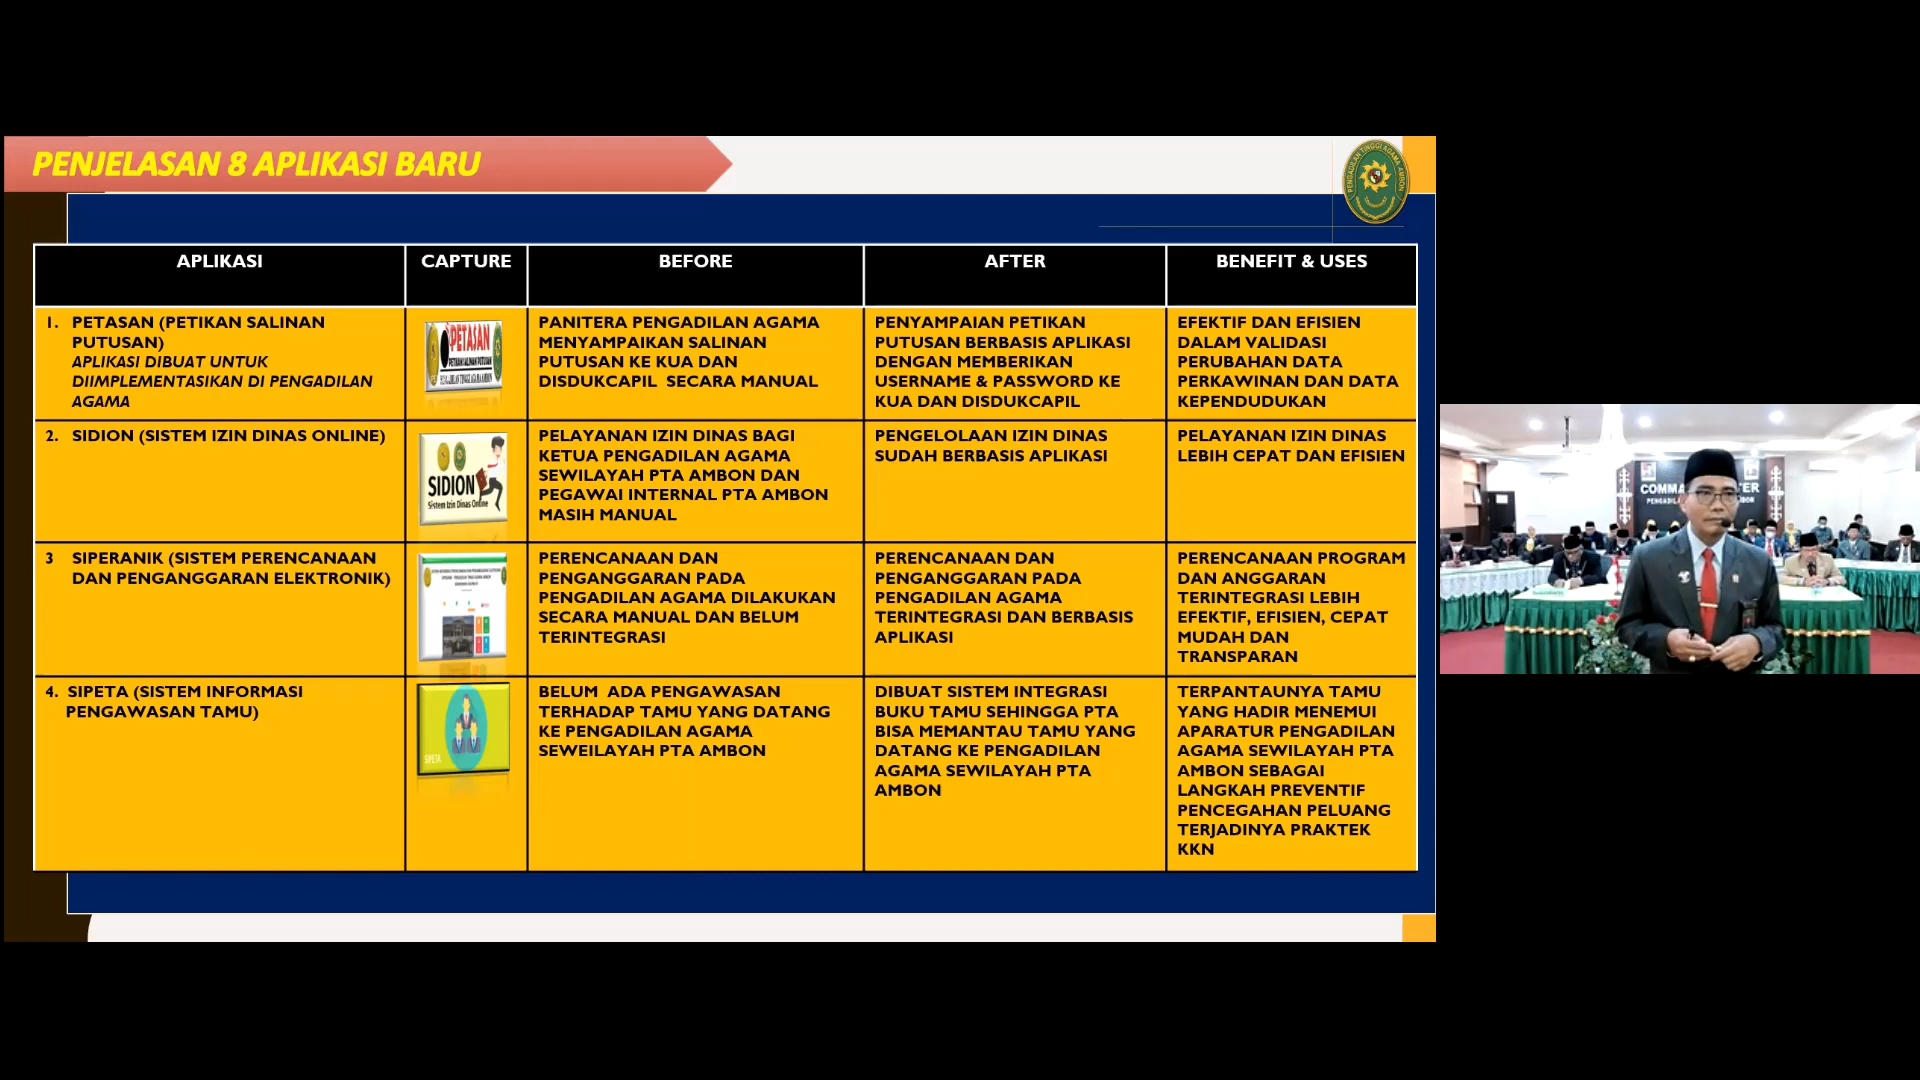 PENJELASAN 8 APLIKASI BARU
PENGADILAN TINGGI AGAMA AMBON
APLIKASI
CAPTURE
BEFORE
AFTER
BENEFIT & USES
1. PETASAN (PETIKAN SALINAN
PUTUSAN)
APLIKASI DIBUAT UNTUK
DIIMPLEMENTASIKAN DI PENGADILAN
AGAMA
PETASAN
PETIKAN SALINAN PUTUSAN
PANITERA PENGADILAN AGAMA
MENYAMPAIKAN SALINAN
PUTUSAN KE KUA DAN
DISDUKCAPIL SECARA MANUAL
PENYAMPAIAN PETIKAN
PUTUSAN BERBASIS APLIKASI
DENGAN MEMBERIKAN
USERNAME & PASSWORD KE
KUA DAN DISDUKCAPIL
EFEKTIF DAN EFISIEN
DALAM VALIDASI
PERUBAHAN DATA
PERKAWINAN DAN DATA
KEPENDUDUKAN
2. SIDION (SISTEM IZIN DINAS ONLINE)
SIDION
Sistem Izin Dinas Online
PELAYANAN IZIN DINAS BAGI
KETUA PENGADILAN AGAMA
SEWILAYAH PTA AMBON DAN
PEGAWAI INTERNAL PTA AMBON
MASIH MANUAL
PENGELOLAAN IZIN DINAS
SUDAH BERBASIS APLIKASI
PELAYANAN IZIN DINAS
LEBIH CEPAT DAN EFISIEN
3 SIPERANIK (SISTEM PERENCANAAN
DAN PENGANGGARAN ELEKTRONIK)
PERENCANAAN DAN
PENGANGGARAN PADA
PENGADILAN AGAMA DILAKUKAN
SECARA MANUAL DAN BELUM
TERINTEGRASI
PERENCANAAN DAN
PENGANGGARAN PADA
PENGADILAN AGAMA
TERINTEGRASI DAN BERBASIS
APLIKASI
PERENCANAAN PROGRAM
DAN ANGGARAN
TERINTEGRASI LEBIH
EFEKTIF, EFISIEN, CEPAT
MUDAH DAN
TRANSPARAN
4. SIPETA (SISTEM INFORMASI
PENGAWASAN TAMU)
SIPETA
BELUM ADA PENGAWASAN
TERHADAP TAMU YANG DATANG
KE PENGADILAN AGAMA
SEWEILAYAH PTA AMBON
DIBUAT SISTEM INTEGRASI
BUKU TAMU SEHINGGA PTA
BISA MEMANTAU TAMU YANG
DATANG KE PENGADILAN
AGAMA SEWILAYAH PTA
AMBON
TERPANTAUNYA TAMU
YANG HADIR MENEMUI
APARATUR PENGADILAN
AGAMA SEWILAYAH PTA
AMBON SEBAGAI
LANGKAH PREVENTIF
PENCEGAHAN PELUANG
TERJADINYA PRAKTEK
KKN